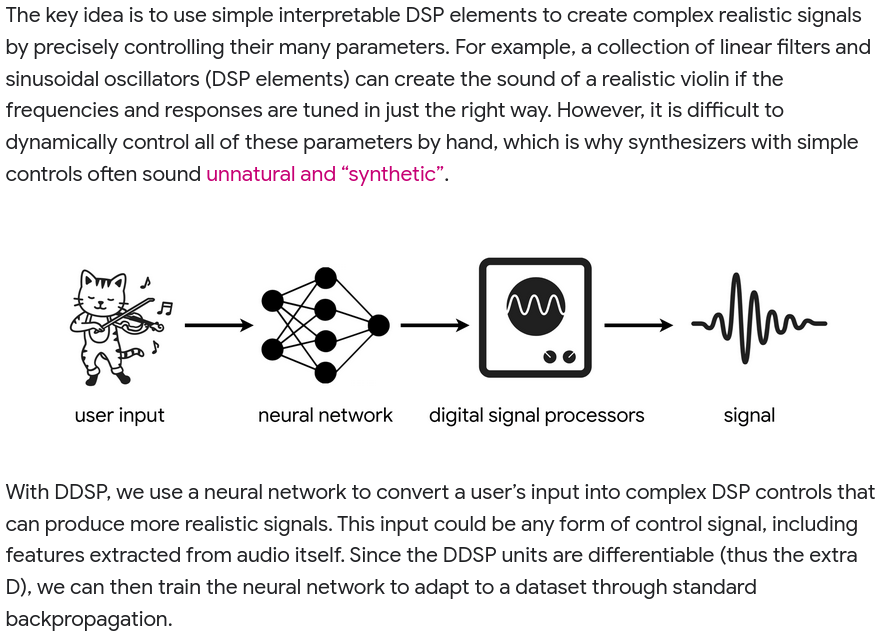 The key idea is to use simple interpretable DSP elements to create complex realistic signals
by precisely controlling their many parameters. For example, a collection of linear filters and
sinusoidal oscillators (DSP elements) can create the sound of a realistic violin if the
frequencies and responses are tuned in just the right way. However, it is difficult to
dynamically control all of these parameters by hand, which is why synthesizers with simple
controls often sound unnatural and “synthetic”.
user input
neural network
digital signal processors
signal
With DDSP, we use a neural network to convert a user’s input into complex DSP controls that
can produce more realistic signals. This input could be any form of control signal, including
features extracted from audio itself. Since the DDSP units are differentiable (thus the extra
D), we can then train the neural network to adapt to a dataset through standard
backpropagation.